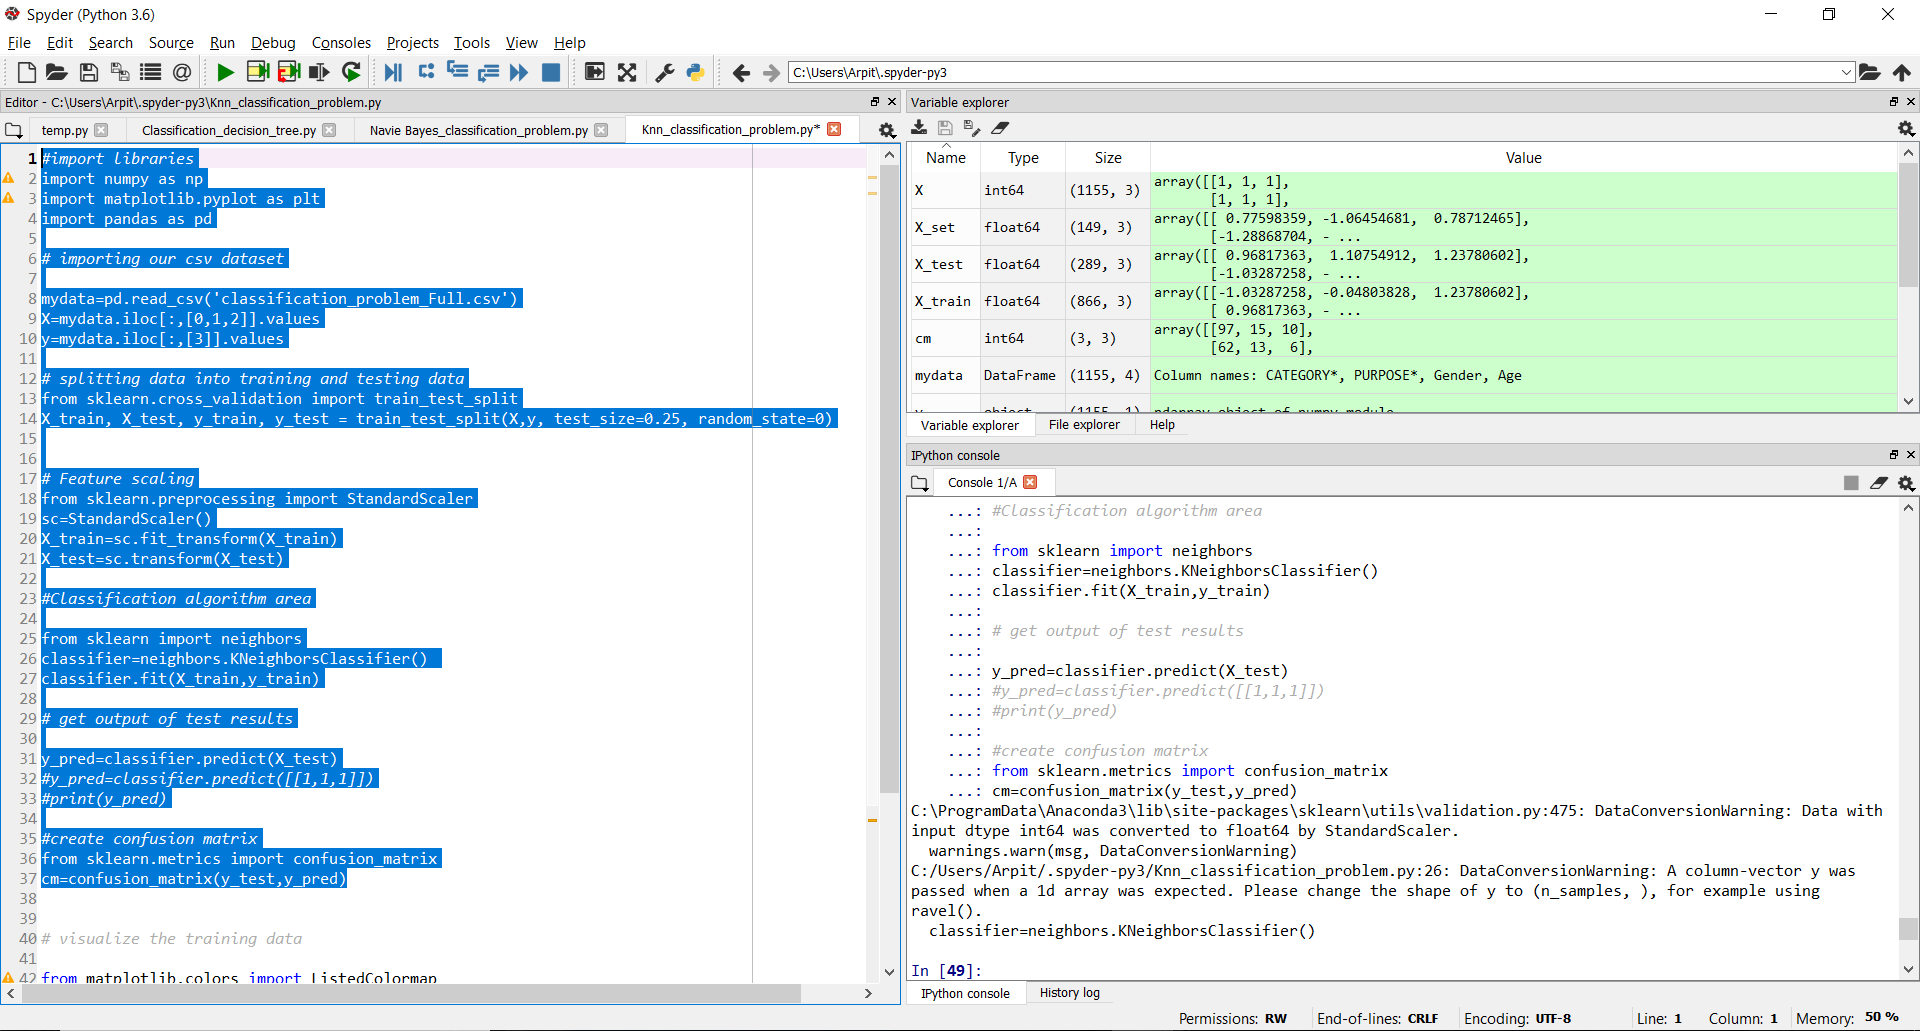 Spyder (Python 3.6)
File Edit Search Source Run Debug Consoles Projects Tools View Help
C:\Users\Arpit\.spyder-py3
Editor - C:\Users\Arpit\.spyder-py3\Knn_classification_problem.py
temp.py Classification_decision_tree.py Navie Bayes_classification_problem.py Knn_classification_problem.py*
1 #import libraries
2 import numpy as np
3 import matplotlib.pyplot as plt
4 import pandas as pd
5
6 # importing our csv dataset
7
8 mydata=pd.read_csv('classification_problem_Full.csv')
9 X=mydata.iloc[:,[0,1,2]].values
10 y=mydata.iloc[:,[3]].values
11
12 # splitting data into training and testing data
13 from sklearn.cross_validation import train_test_split
14 X_train, X_test, y_train, y_test = train_test_split(X,y, test_size=0.25, random_state=0)
15
16
17 # Feature scaling
18 from sklearn.preprocessing import StandardScaler
19 sc=StandardScaler()
20 X_train=sc.fit_transform(X_train)
21 X_test=sc.transform(X_test)
22
23 #Classification algorithm area
24
25 from sklearn import neighbors
26 classifier=neighbors.KNeighborsClassifier()
27 classifier.fit(X_train,y_train)
28
29 # get output of test results
30
31 y_pred=classifier.predict(X_test)
32 #y_pred=classifier.predict([[1,1,1]])
33 #print(y_pred)
34
35 #create confusion matrix
36 from sklearn.metrics import confusion_matrix
37 cm=confusion_matrix(y_test,y_pred)
38
39
40 # visualize the training data
41
42 from matplotlib.colors import ListedColormap
Variable explorer
Name Type Size Value
X int64 (1155, 3) array([[1, 1, 1],
[1, 1, 1],
X_set float64 (149, 3) array([[ 0.77598359, -1.06454681, 0.78712465],
[-1.28868704, - ...
X_test float64 (289, 3) array([[ 0.96817363, 1.10754912, 1.23780602],
[-1.03287258, - ...
X_train float64 (866, 3) array([[-1.03287258, -0.04803828, 1.23780602],
[ 0.96817363, - ...
cm int64 (3, 3) array([[97, 15, 10],
[62, 13, 6],
mydata DataFrame (1155, 4) Column names: CATEGORY*, PURPOSE*, Gender, Age
y object (1155, 1) ndarray object of numpy module
Variable explorer File explorer Help
IPython console
Console 1/A
...: #Classification algorithm area
...:
...: from sklearn import neighbors
...: classifier=neighbors.KNeighborsClassifier()
...: classifier.fit(X_train,y_train)
...:
...: # get output of test results
...:
...: y_pred=classifier.predict(X_test)
...: #y_pred=classifier.predict([[1,1,1]])
...: #print(y_pred)
...:
...: #create confusion matrix
...: from sklearn.metrics import confusion_matrix
...: cm=confusion_matrix(y_test,y_pred)
C:\ProgramData\Anaconda3\lib\site-packages\sklearn\utils\validation.py:475: DataConversionWarning: Data with
input dtype int64 was converted to float64 by StandardScaler.
warnings.warn(msg, DataConversionWarning)
C:/Users/Arpit/.spyder-py3/Knn_classification_problem.py:26: DataConversionWarning: A column-vector y was
passed when a 1d array was expected. Please change the shape of y to (n_samples, ), for example using
ravel().
classifier=neighbors.KNeighborsClassifier()
In [49]:
IPython console History log
Permissions: RW End-of-lines: CRLF Encoding: UTF-8 Line: 1 Column: 1 Memory: 50 %